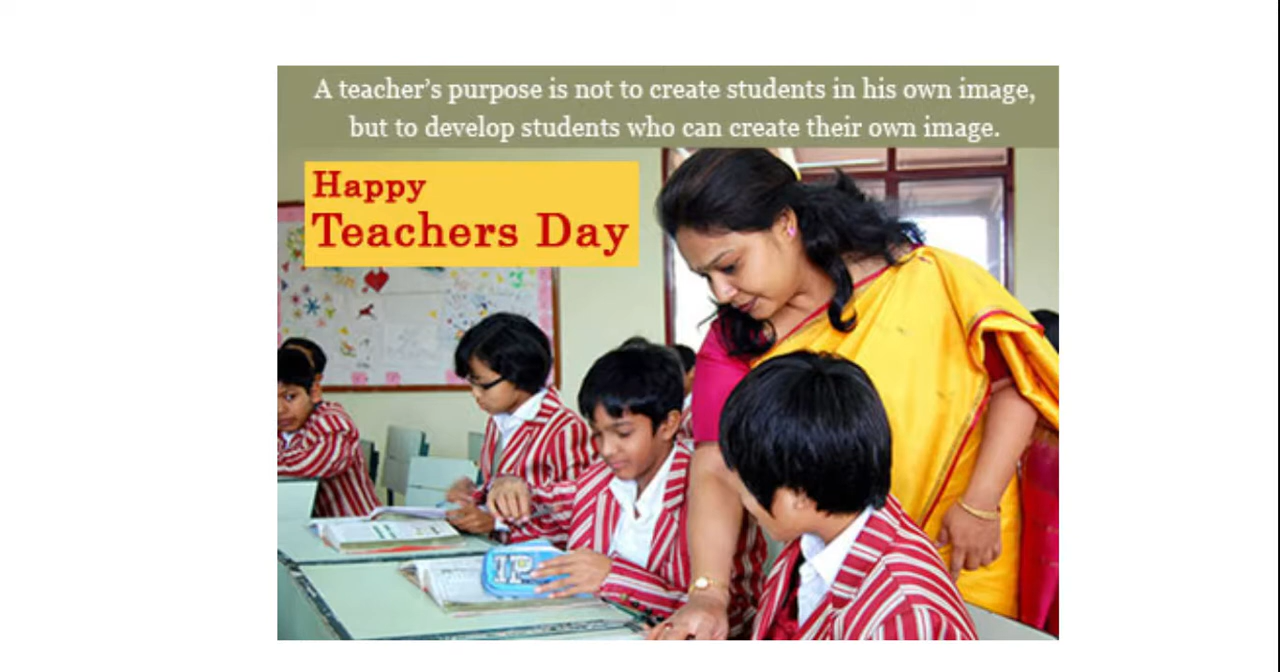 A teacher’s purpose is not to create students in his own image,
but to develop students who can create their own image.
Happy
Teachers Day
IP